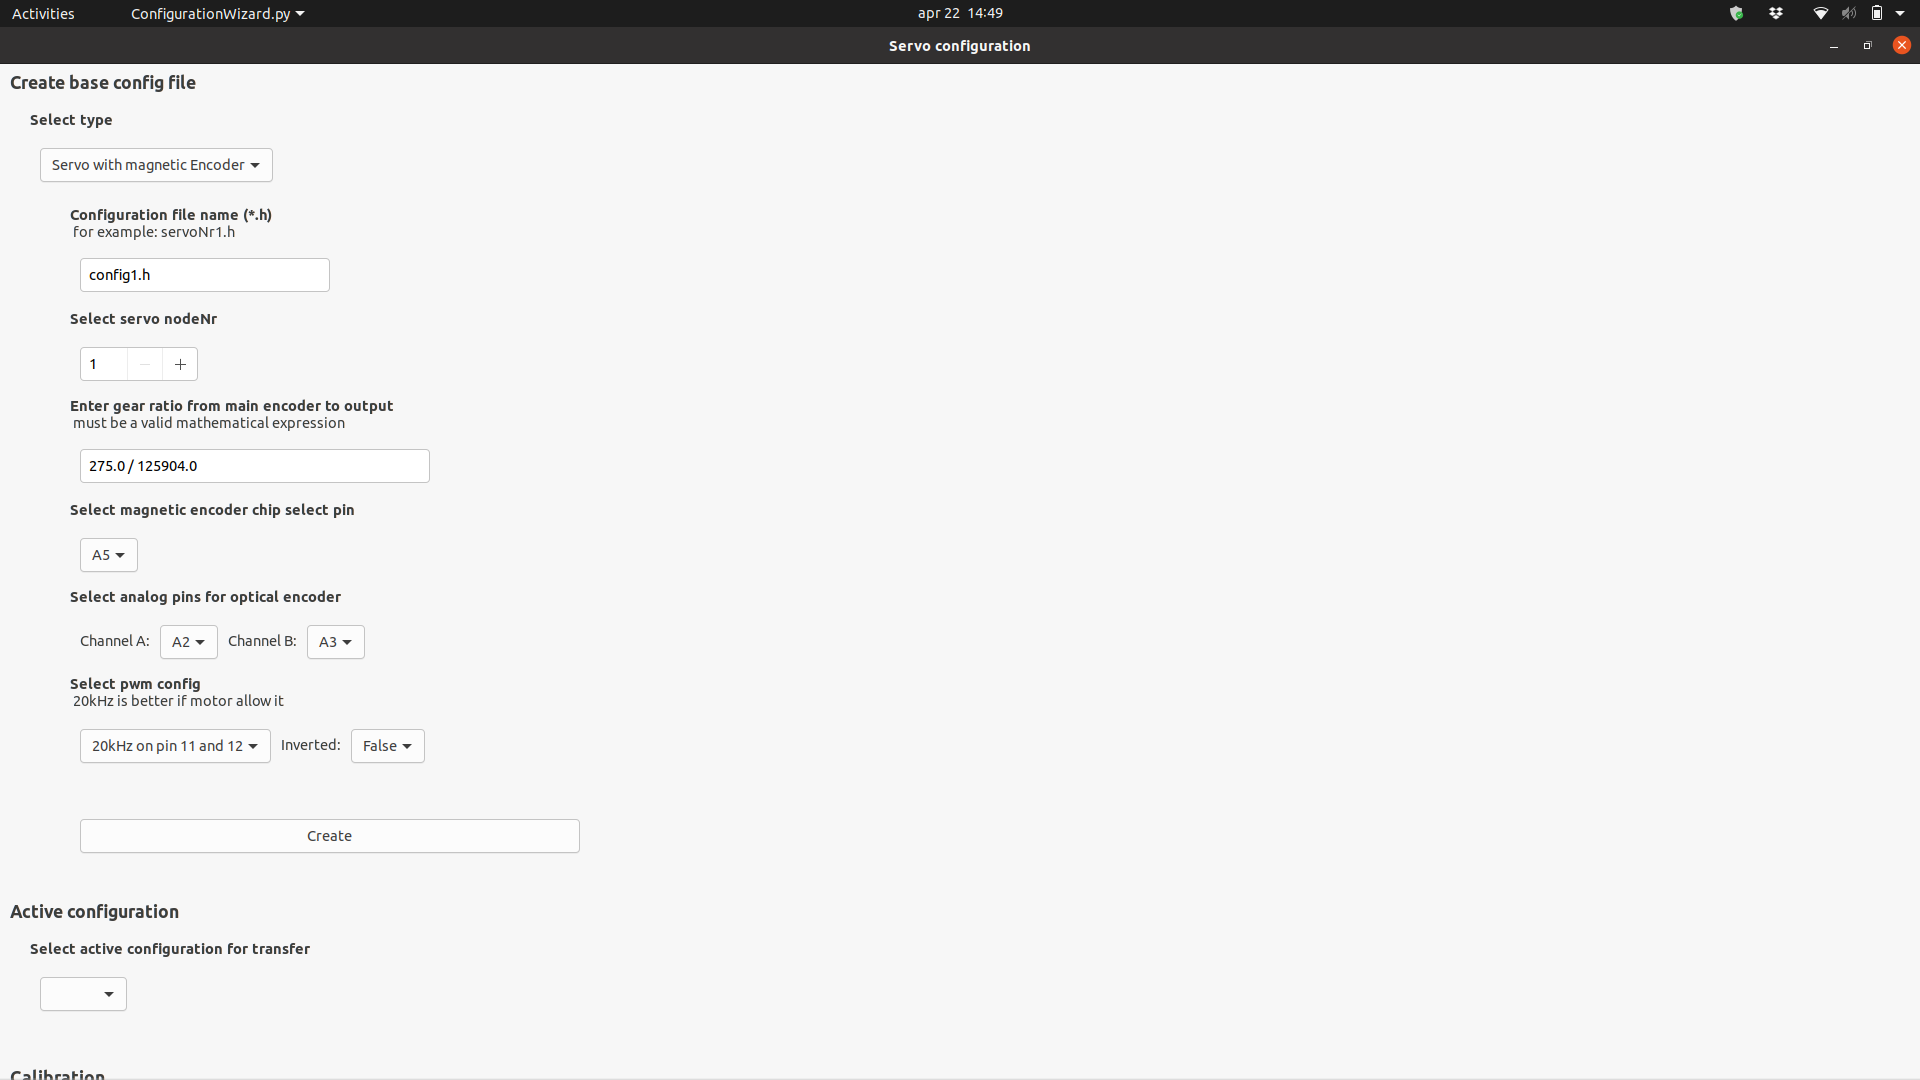 Activities
ConfigurationWizard.py
apr 22 14:49
Servo configuration
Create base config file
Select type
Servo with magnetic Encoder
Configuration file name (*.h)
for example: servoNr1.h
config1.h
Select servo nodeNr
1 − +
Enter gear ratio from main encoder to output
must be a valid mathematical expression
275.0 / 125904.0
Select magnetic encoder chip select pin
A5
Select analog pins for optical encoder
Channel A: A2 Channel B: A3
Select pwm config
20kHz is better if motor allow it
20kHz on pin 11 and 12 Inverted: False
Create
Active configuration
Select active configuration for transfer
Calibration